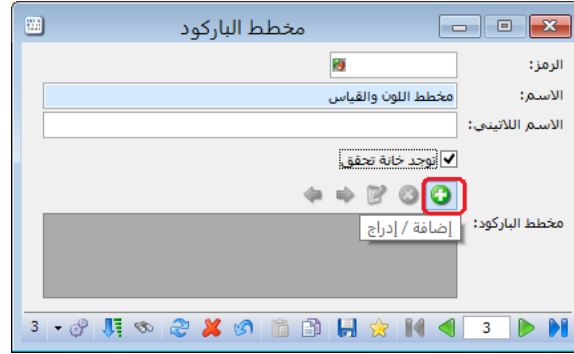 مخطط الباركود
الرمز:
الاسم: مخطط اللون والقياس
الاسم اللاتيني:
توجد خانة تحقق
مخطط الباركود: إضافة / إدراج
3 3